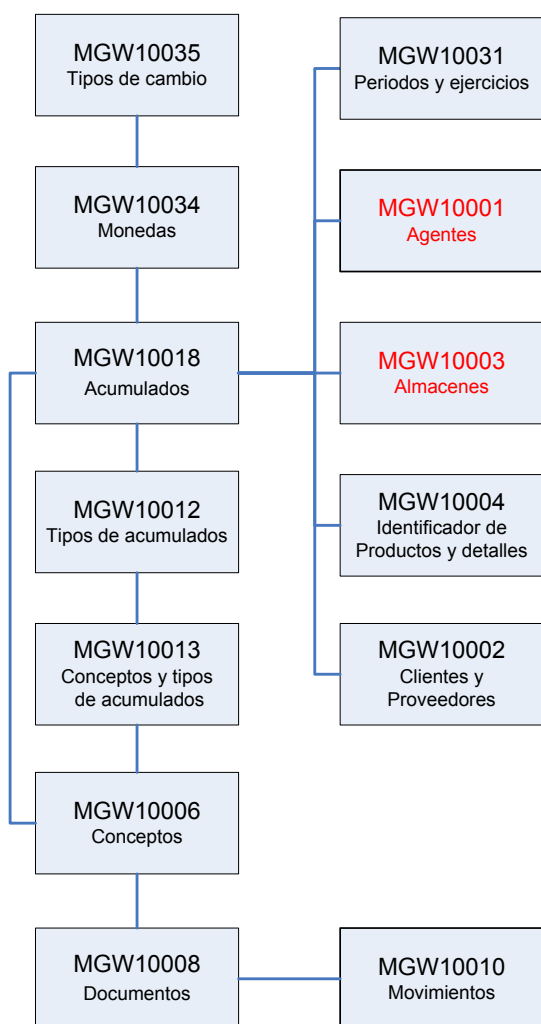 MGW10035
Tipos de cambio
MGW10031
Periodos y ejercicios
MGW10034
Monedas
MGW10001
Agentes
MGW10018
Acumulados
MGW10003
Almacenes
MGW10012
Tipos de acumulados
MGW10004
Identificador de
Productos y detalles
MGW10013
Conceptos y tipos
de acumulados
MGW10002
Clientes y
Proveedores
MGW10006
Conceptos
MGW10008
Documentos
MGW10010
Movimientos